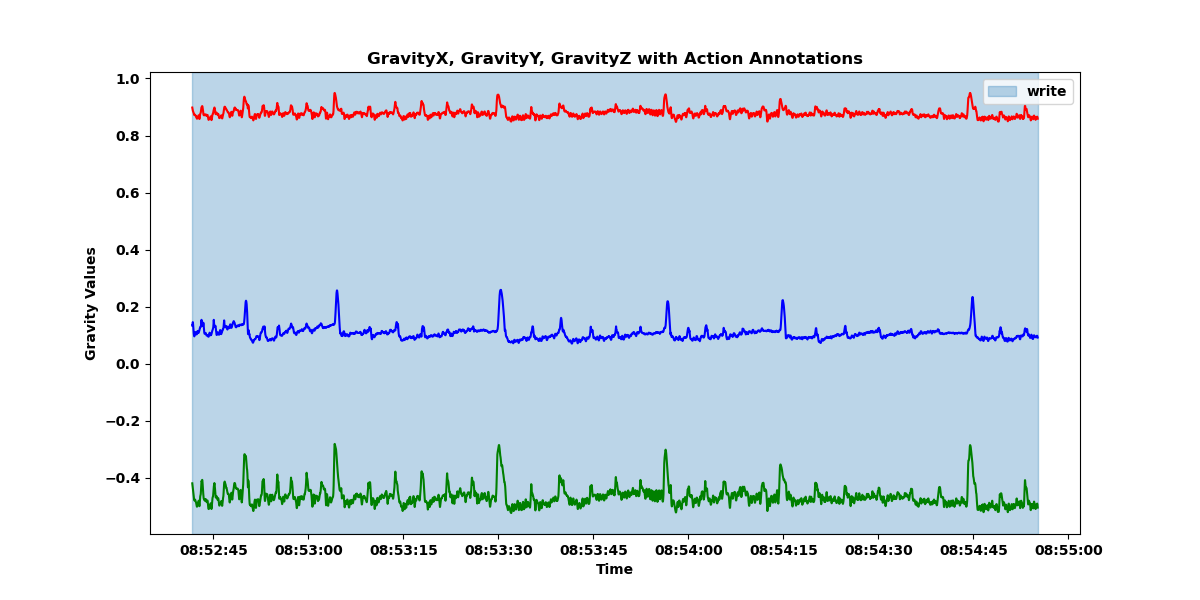 GravityX, GravityY, GravityZ with Action Annotations
write
1.0
0.8
0.6
0.4
0.2
0.0
−0.2
−0.4
Gravity Values
08:52:45 08:53:00 08:53:15 08:53:30 08:53:45 08:54:00 08:54:15 08:54:30 08:54:45 08:55:00
Time